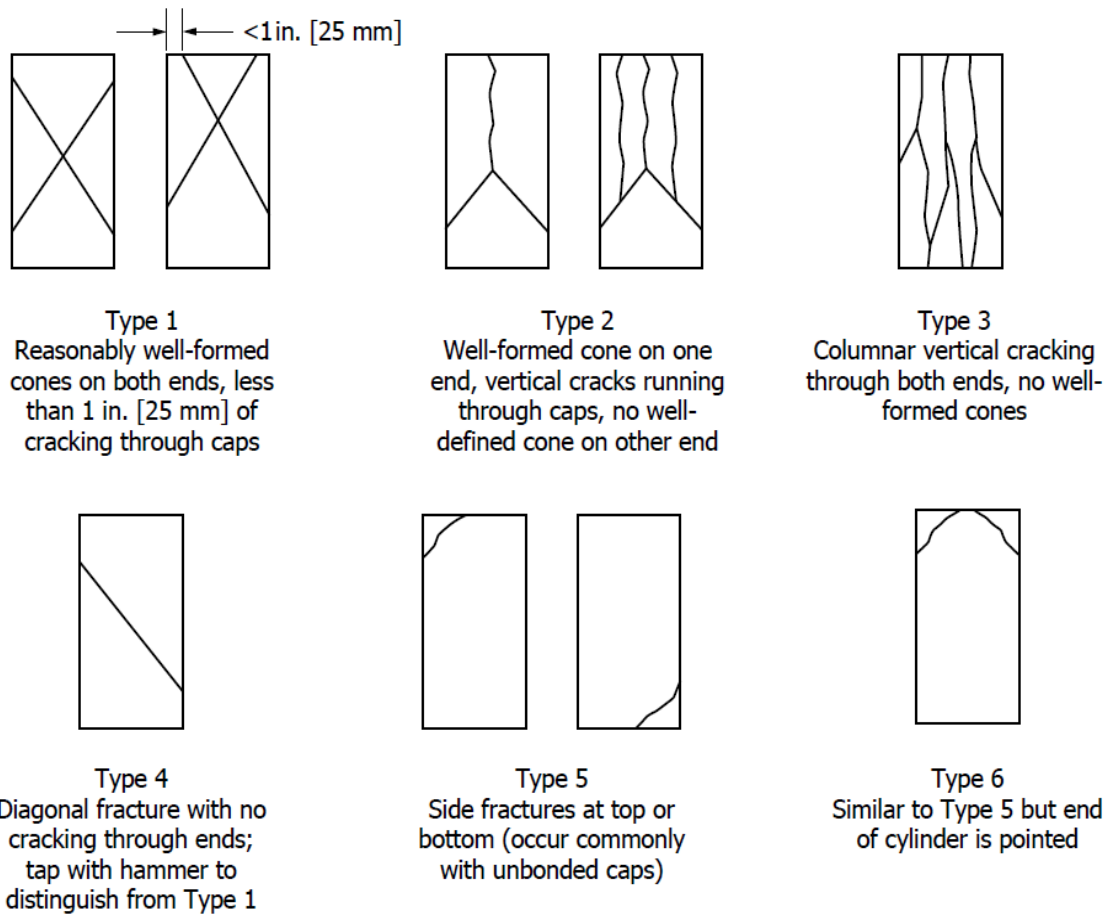 <1in. [25 mm]
Type 1
Reasonably well-formed
cones on both ends, less
than 1 in. [25 mm] of
cracking through caps
Type 2
Well-formed cone on one
end, vertical cracks running
through caps, no well-
defined cone on other end
Type 3
Columnar vertical cracking
through both ends, no well-
formed cones
Type 4
Diagonal fracture with no
cracking through ends;
tap with hammer to
distinguish from Type 1
Type 5
Side fractures at top or
bottom (occur commonly
with unbonded caps)
Type 6
Similar to Type 5 but end
of cylinder is pointed